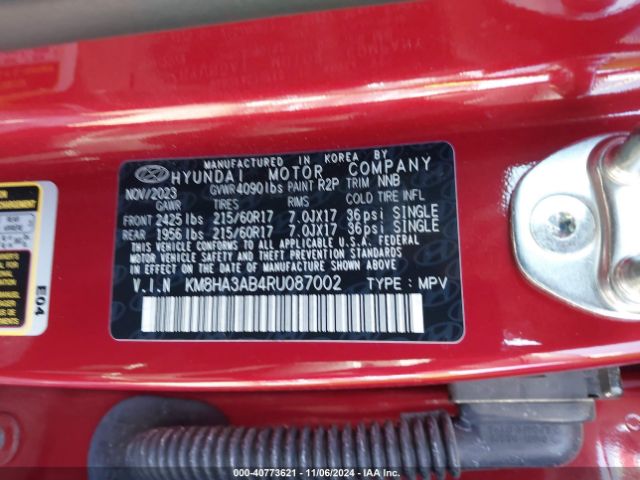 MANUFACTURED IN KOREA BY
HYUNDAI MOTOR COMPANY
NOV/2023 GVWR 4090lbs PAINT R2P TRIM NNB
GAWR TIRES RIMS COLD TIRE INFL
FRONT 2425 lbs 215/60R17 7.0JX17 36psi SINGLE
REAR 1956 lbs 215/60R17 7.0JX17 36psi SINGLE
THIS VEHICLE CONFORMS TO ALL APPLICABLE U.S.A. FEDERAL
MOTOR VEHICLE SAFETY, BUMPER, AND THEFT PREVENTION STANDARDS
IN EFFECT ON THE DATE OF MANUFACTURE SHOWN ABOVE.
V.I.N KM8HA3AB4RU087002 TYPE : MPV
E04
000-40773621 - 11/06/2024 - IAA Inc.